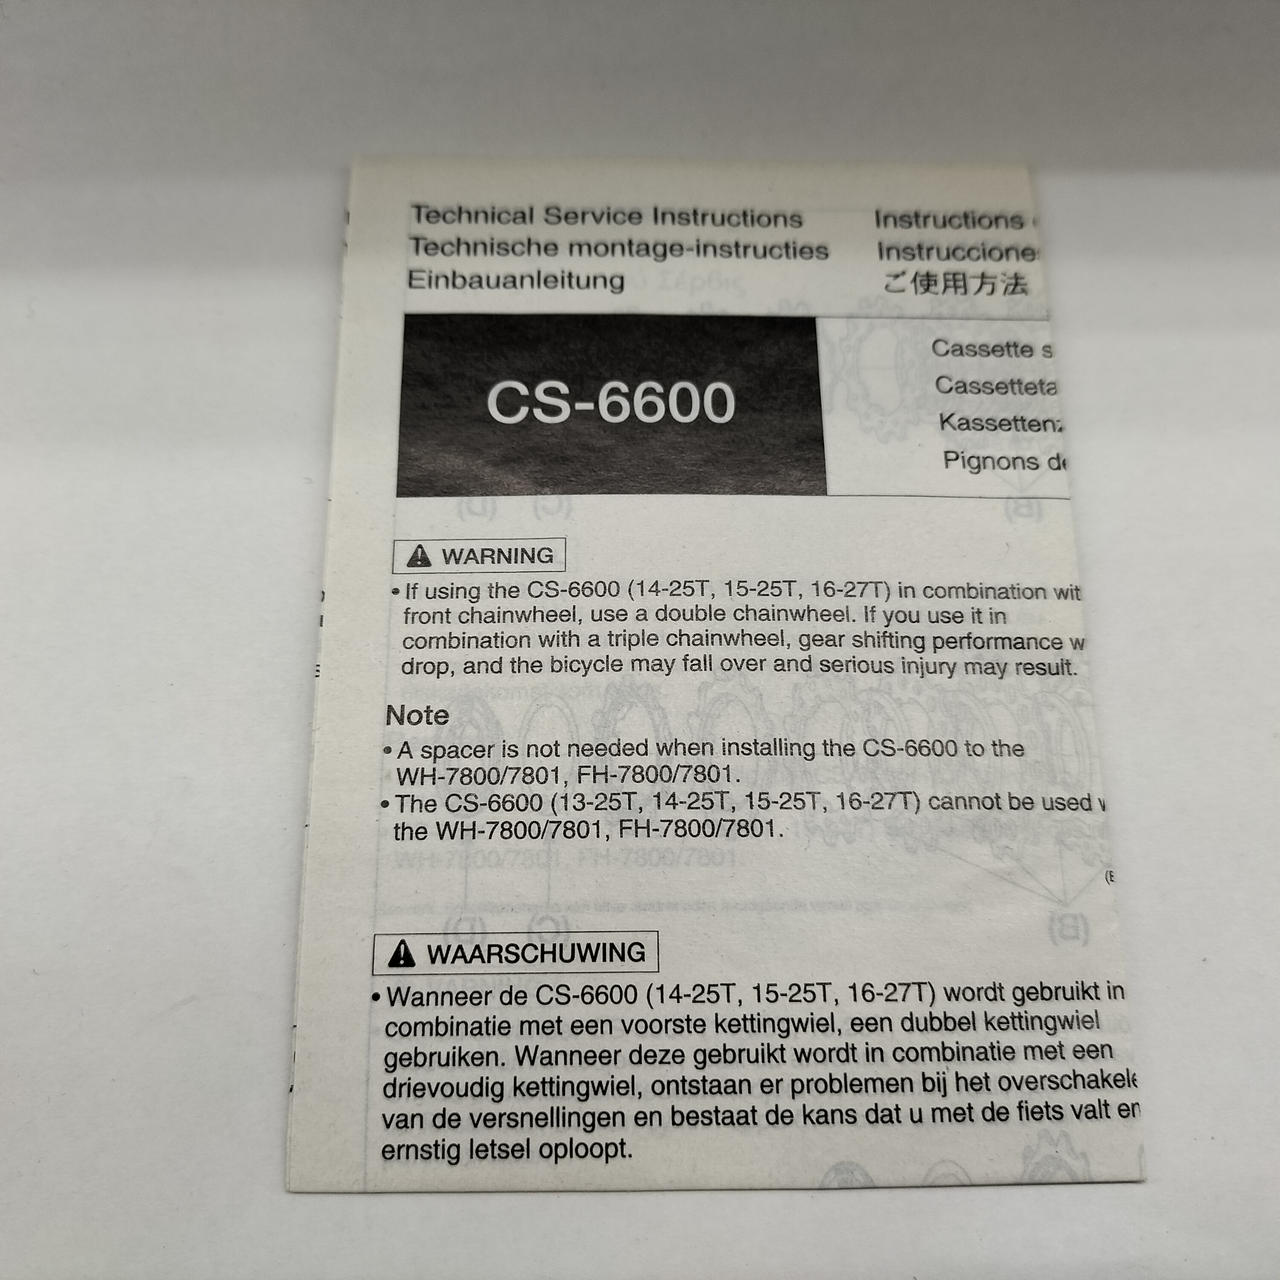 Technical Service Instructions
Technische montage-instructies
Einbauanleitung
Instructions
Instruccione
ご使用方法
CS-6600
Cassette s
Cassetteta
Kassetten
Pignons d
WARNING
• If using the CS-6600 (14-25T, 15-25T, 16-27T) in combination wit
front chainwheel, use a double chainwheel. If you use it in
combination with a triple chainwheel, gear shifting performance w
drop, and the bicycle may fall over and serious injury may result.
Note
• A spacer is not needed when installing the CS-6600 to the
WH-7800/7801, FH-7800/7801.
• The CS-6600 (13-25T, 14-25T, 15-25T, 16-27T) cannot be used
the WH-7800/7801, FH-7800/7801.
WAARSCHUWING
• Wanneer de CS-6600 (14-25T, 15-25T, 16-27T) wordt gebruikt in
combinatie met een voorste kettingwiel, een dubbel kettingwiel
gebruiken. Wanneer deze gebruikt wordt in combinatie met een
drievoudig kettingwiel, ontstaan er problemen bij het overschakele
van de versnellingen en bestaat de kans dat u met de fiets valt en
ernstig letsel oploopt.